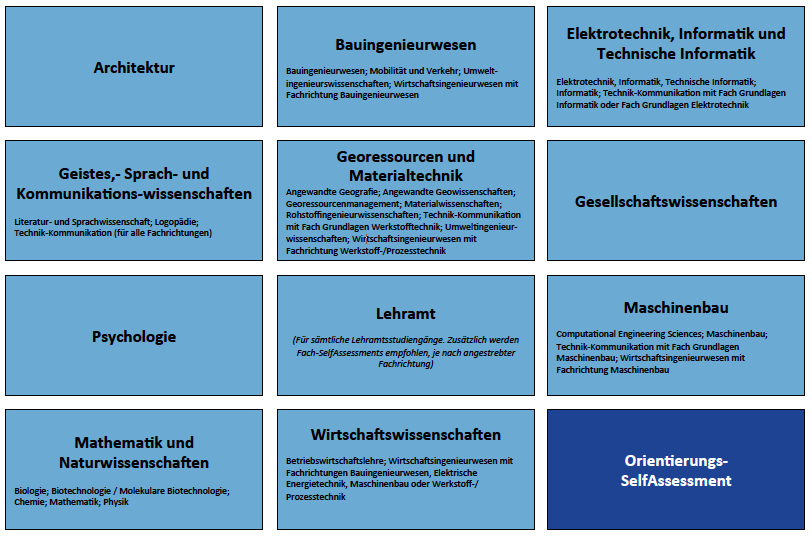 Architektur
Bauingenieurwesen
Bauingenieurwesen; Mobilität und Verkehr; Umwelt-
ingenieurswissenschaften; Wirtschaftsingenieurwesen mit
Fachrichtung Bauingenieurwesen
Elektrotechnik, Informatik und
Technische Informatik
Elektrotechnik, Informatik, Technische Informatik;
Informatik; Technik-Kommunikation mit Fach Grundlagen
Informatik oder Fach Grundlagen Elektrotechnik
Geistes,- Sprach- und
Kommunikations-wissenschaften
Literatur- und Sprachwissenschaft; Logopädie;
Technik-Kommunikation (für alle Fachrichtungen)
Georessourcen und
Materialtechnik
Angewandte Geografie; Angewandte Geowissenschaften;
Georessourcenmanagement; Materialwissenschaften;
Rohstoffingenieurwissenschaften; Technik-Kommunikation
mit Fach Grundlagen Werkstofftechnik; Umweltingenieur-
wissenschaften; Wirtschaftsingenieurwesen mit
Fachrichtung Werkstoff-/Prozesstechnik
Gesellschaftswissenschaften
Psychologie
Lehramt
(Für sämtliche Lehramtsstudiengänge. Zusätzlich werden
Fach-SelfAssessments empfohlen, je nach angestrebter
Fachrichtung)
Maschinenbau
Computational Engineering Sciences; Maschinenbau;
Technik-Kommunikation mit Fach Grundlagen
Maschinenbau; Wirtschaftsingenieurwesen mit
Fachrichtung Maschinenbau
Mathematik und
Naturwissenschaften
Biologie; Biotechnologie / Molekulare Biotechnologie;
Chemie; Mathematik; Physik
Wirtschaftswissenschaften
Betriebswirtschaftslehre; Wirtschaftsingenieurwesen mit
Fachrichtungen Bauingenieurwesen, Elektrische
Energietechnik, Maschinenbau oder Werkstoff-/
Prozesstechnik
Orientierungs-
SelfAssessment